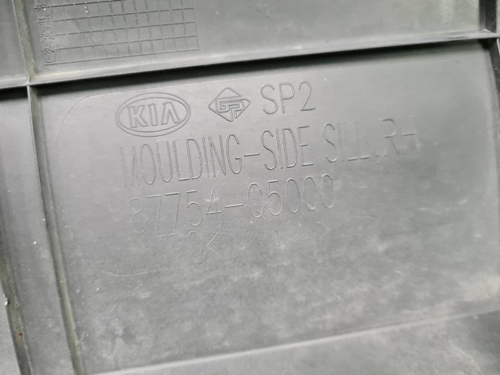 KIA SP2
MOULDING-SIDE SILL,RH
87754-Q5000